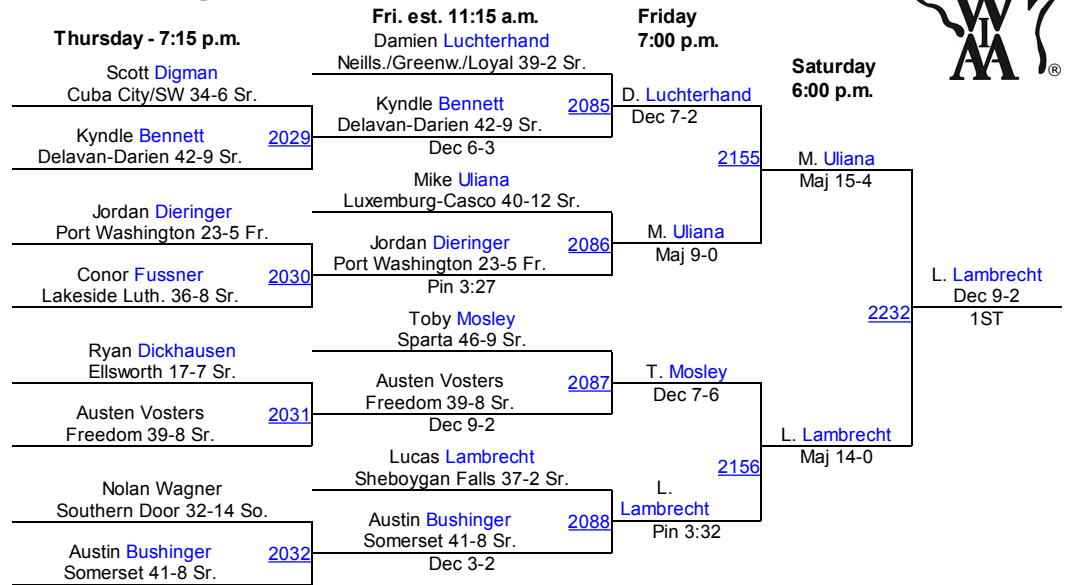 Thursday - 7:15 p.m.
Scott Digman
Cuba City/SW 34-6 Sr.
Kyndle Bennett
Delavan-Darien 42-9 Sr.
2029
Jordan Dieringer
Port Washington 23-5 Fr.
Conor Fussner
Lakeside Luth. 36-8 Sr.
2030
Ryan Dickhausen
Ellsworth 17-7 Sr.
Austen Vosters
Freedom 39-8 Sr.
2031
Nolan Wagner
Southern Door 32-14 So.
Austin Bushinger
Somerset 41-8 Sr.
2032
Fri. est. 11:15 a.m.
Damien Luchterhand
Neills./Greenw./Loyal 39-2 Sr.
Kyndle Bennett
Delavan-Darien 42-9 Sr.
Dec 6-3
2085
Mike Uliana
Luxemburg-Casco 40-12 Sr.
Jordan Dieringer
Port Washington 23-5 Fr.
Pin 3:27
2086
Toby Mosley
Sparta 46-9 Sr.
Austen Vosters
Freedom 39-8 Sr.
Dec 9-2
2087
Lucas Lambrecht
Sheboygan Falls 37-2 Sr.
Austin Bushinger
Somerset 41-8 Sr.
Dec 3-2
2088
Friday
7:00 p.m.
D. Luchterhand
Dec 7-2
2155
M. Uliana
Maj 9-0
T. Mosley
Dec 7-6
2156
L.
Lambrecht
Pin 3:32
Saturday
6:00 p.m.
M. Uliana
Maj 15-4
2232
L. Lambrecht
Maj 14-0
L. Lambrecht
Dec 9-2
1ST
WIAA
®